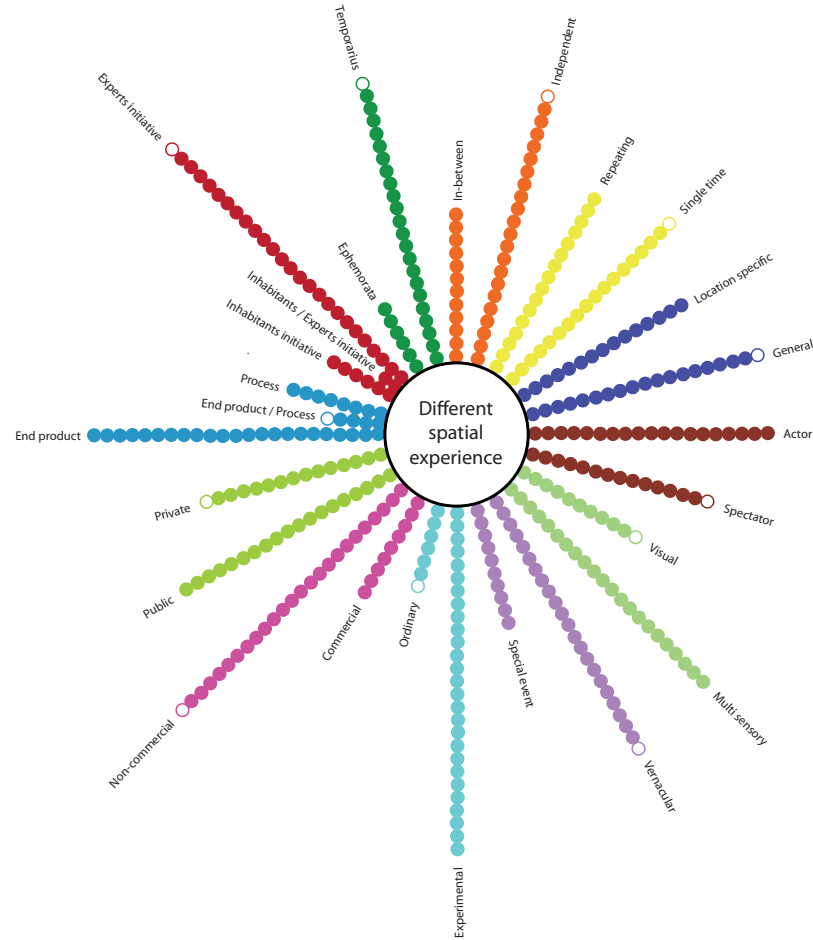 Temporarius
Independent
Experts initiative
In-between
Repeating
Single time
Ephemorata
Location specific
Inhabitants / Experts initiative
Inhabitants initiative
General
Process
End product / Process
End product
Different
spatial
experience
Actor
Private
Spectator
Visual
Public
Commercial
Ordinary
Special event
Multi sensory
Non-commercial
Vernacular
Experimental